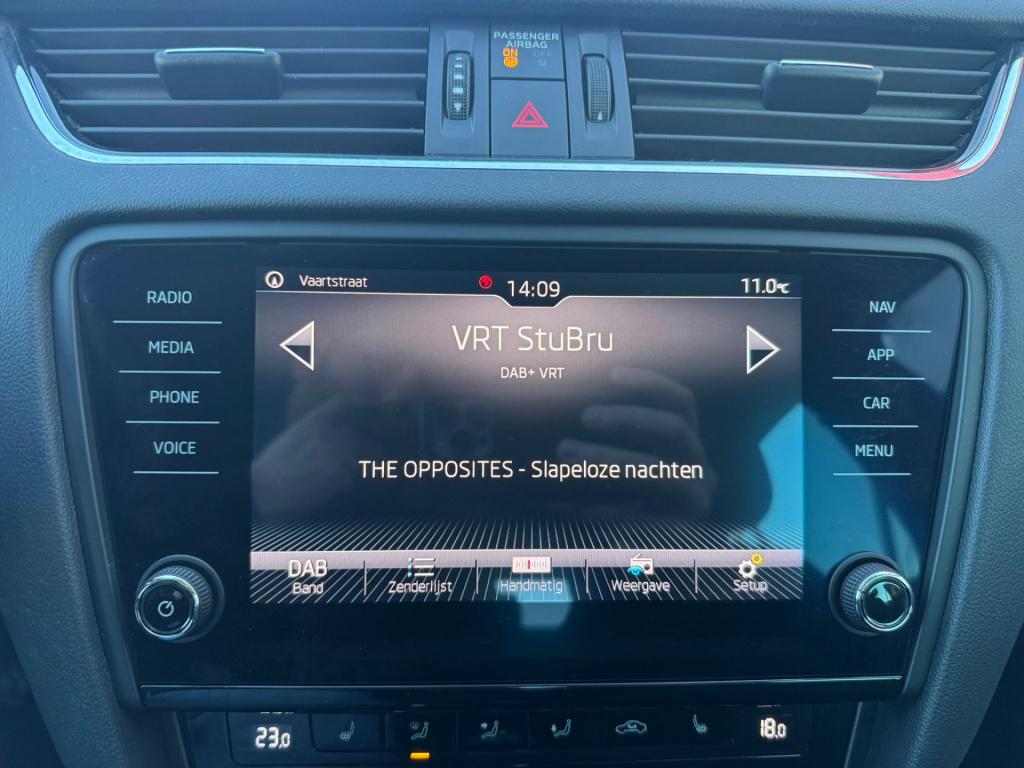 PASSENGER
AIRBAG
ON OFF
Vaartstraat 14:09 11.0°C
RADIO
MEDIA
PHONE
VOICE
VRT StuBru
DAB+ VRT
THE OPPOSITES - Slapeloze nachten
NAV
APP
CAR
MENU
DAB
Band Zenderlijst Handmatig Weergave Setup
23.0 18.0